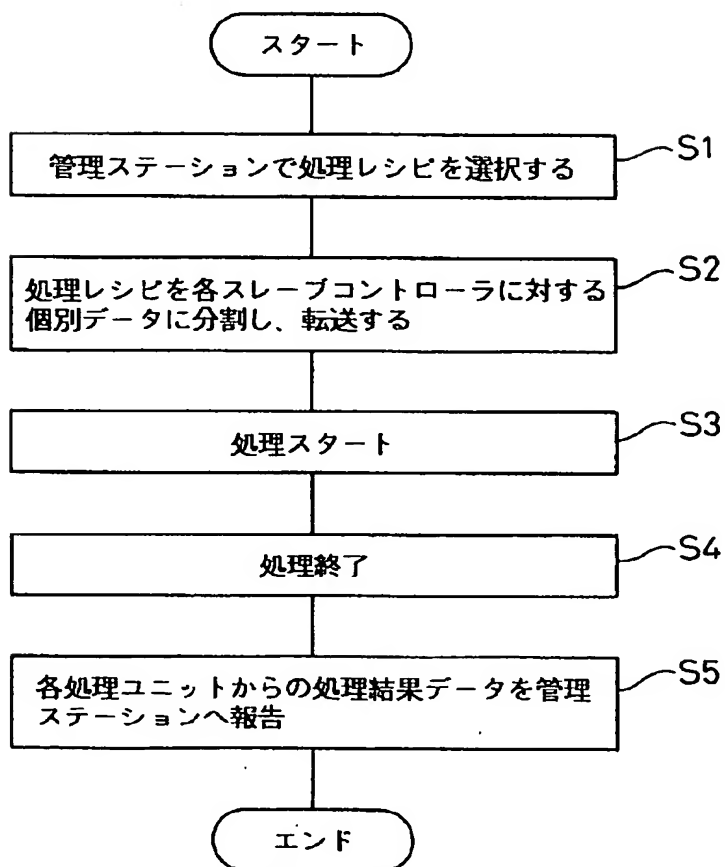 スタート
管理ステーションで処理レシピを選択する
S1
処理レシピを各スレーブコントローラに対する
個別データに分割し、転送する
S2
処理スタート
S3
処理終了
S4
各処理ユニットからの処理結果データを管理
ステーションへ報告
S5
エンド